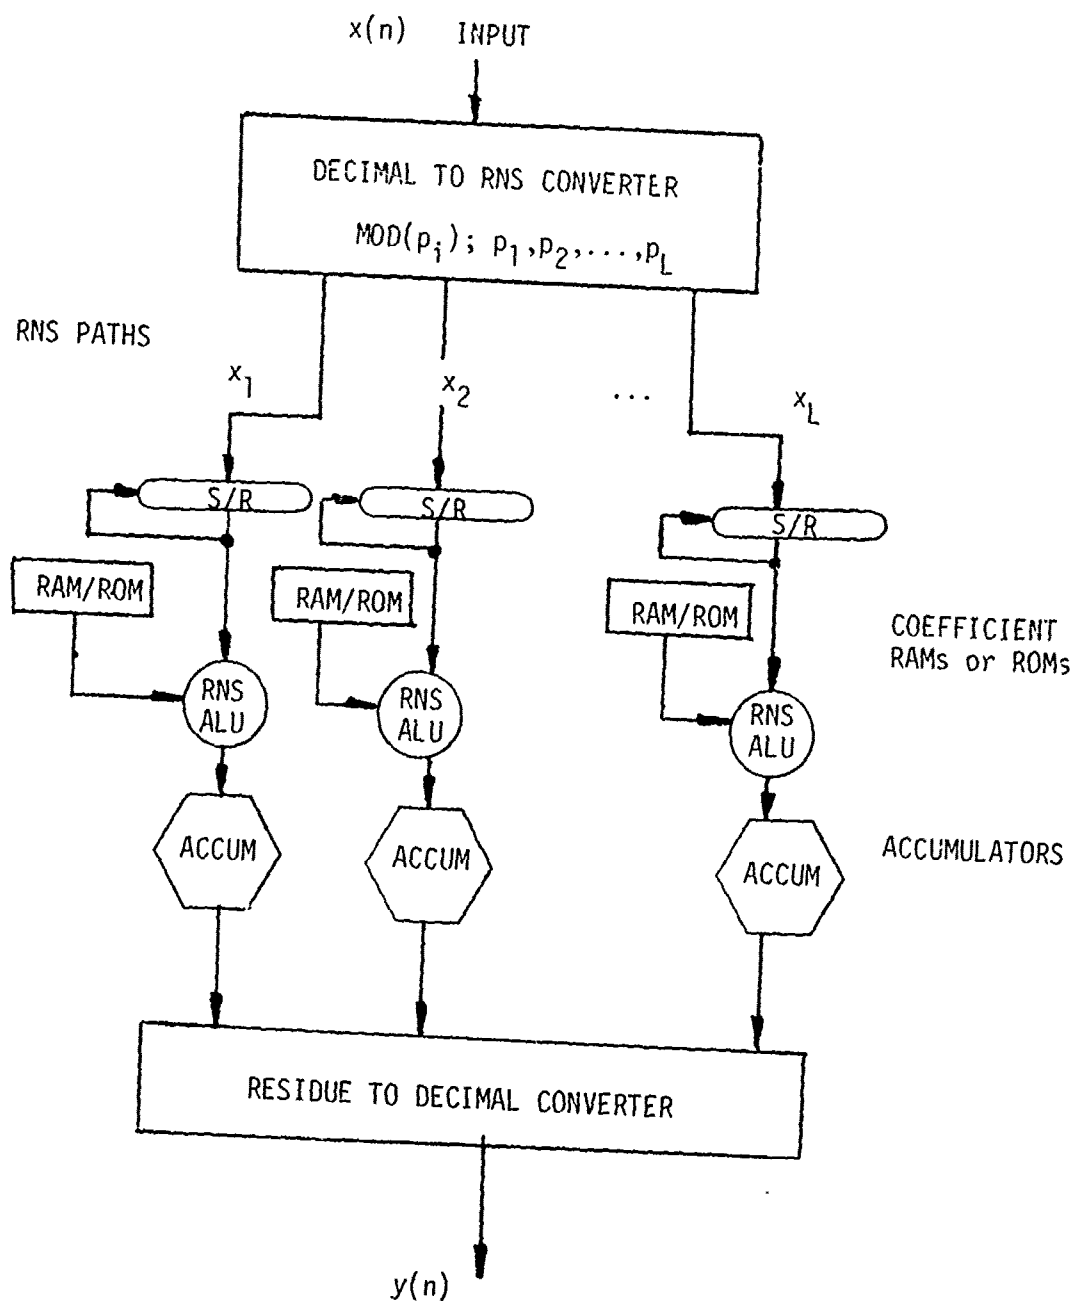 x(n) INPUT
DECIMAL TO RNS CONVERTER
MOD(p_i); p_1,p_2,...,p_L
RNS PATHS
x_1
x_2
...
x_L
S/R
S/R
S/R
RAM/ROM
RAM/ROM
RAM/ROM
COEFFICIENT
RAMs or ROMs
RNS
ALU
RNS
ALU
RNS
ALU
ACCUM
ACCUM
ACCUM
ACCUMULATORS
RESIDUE TO DECIMAL CONVERTER
y(n)